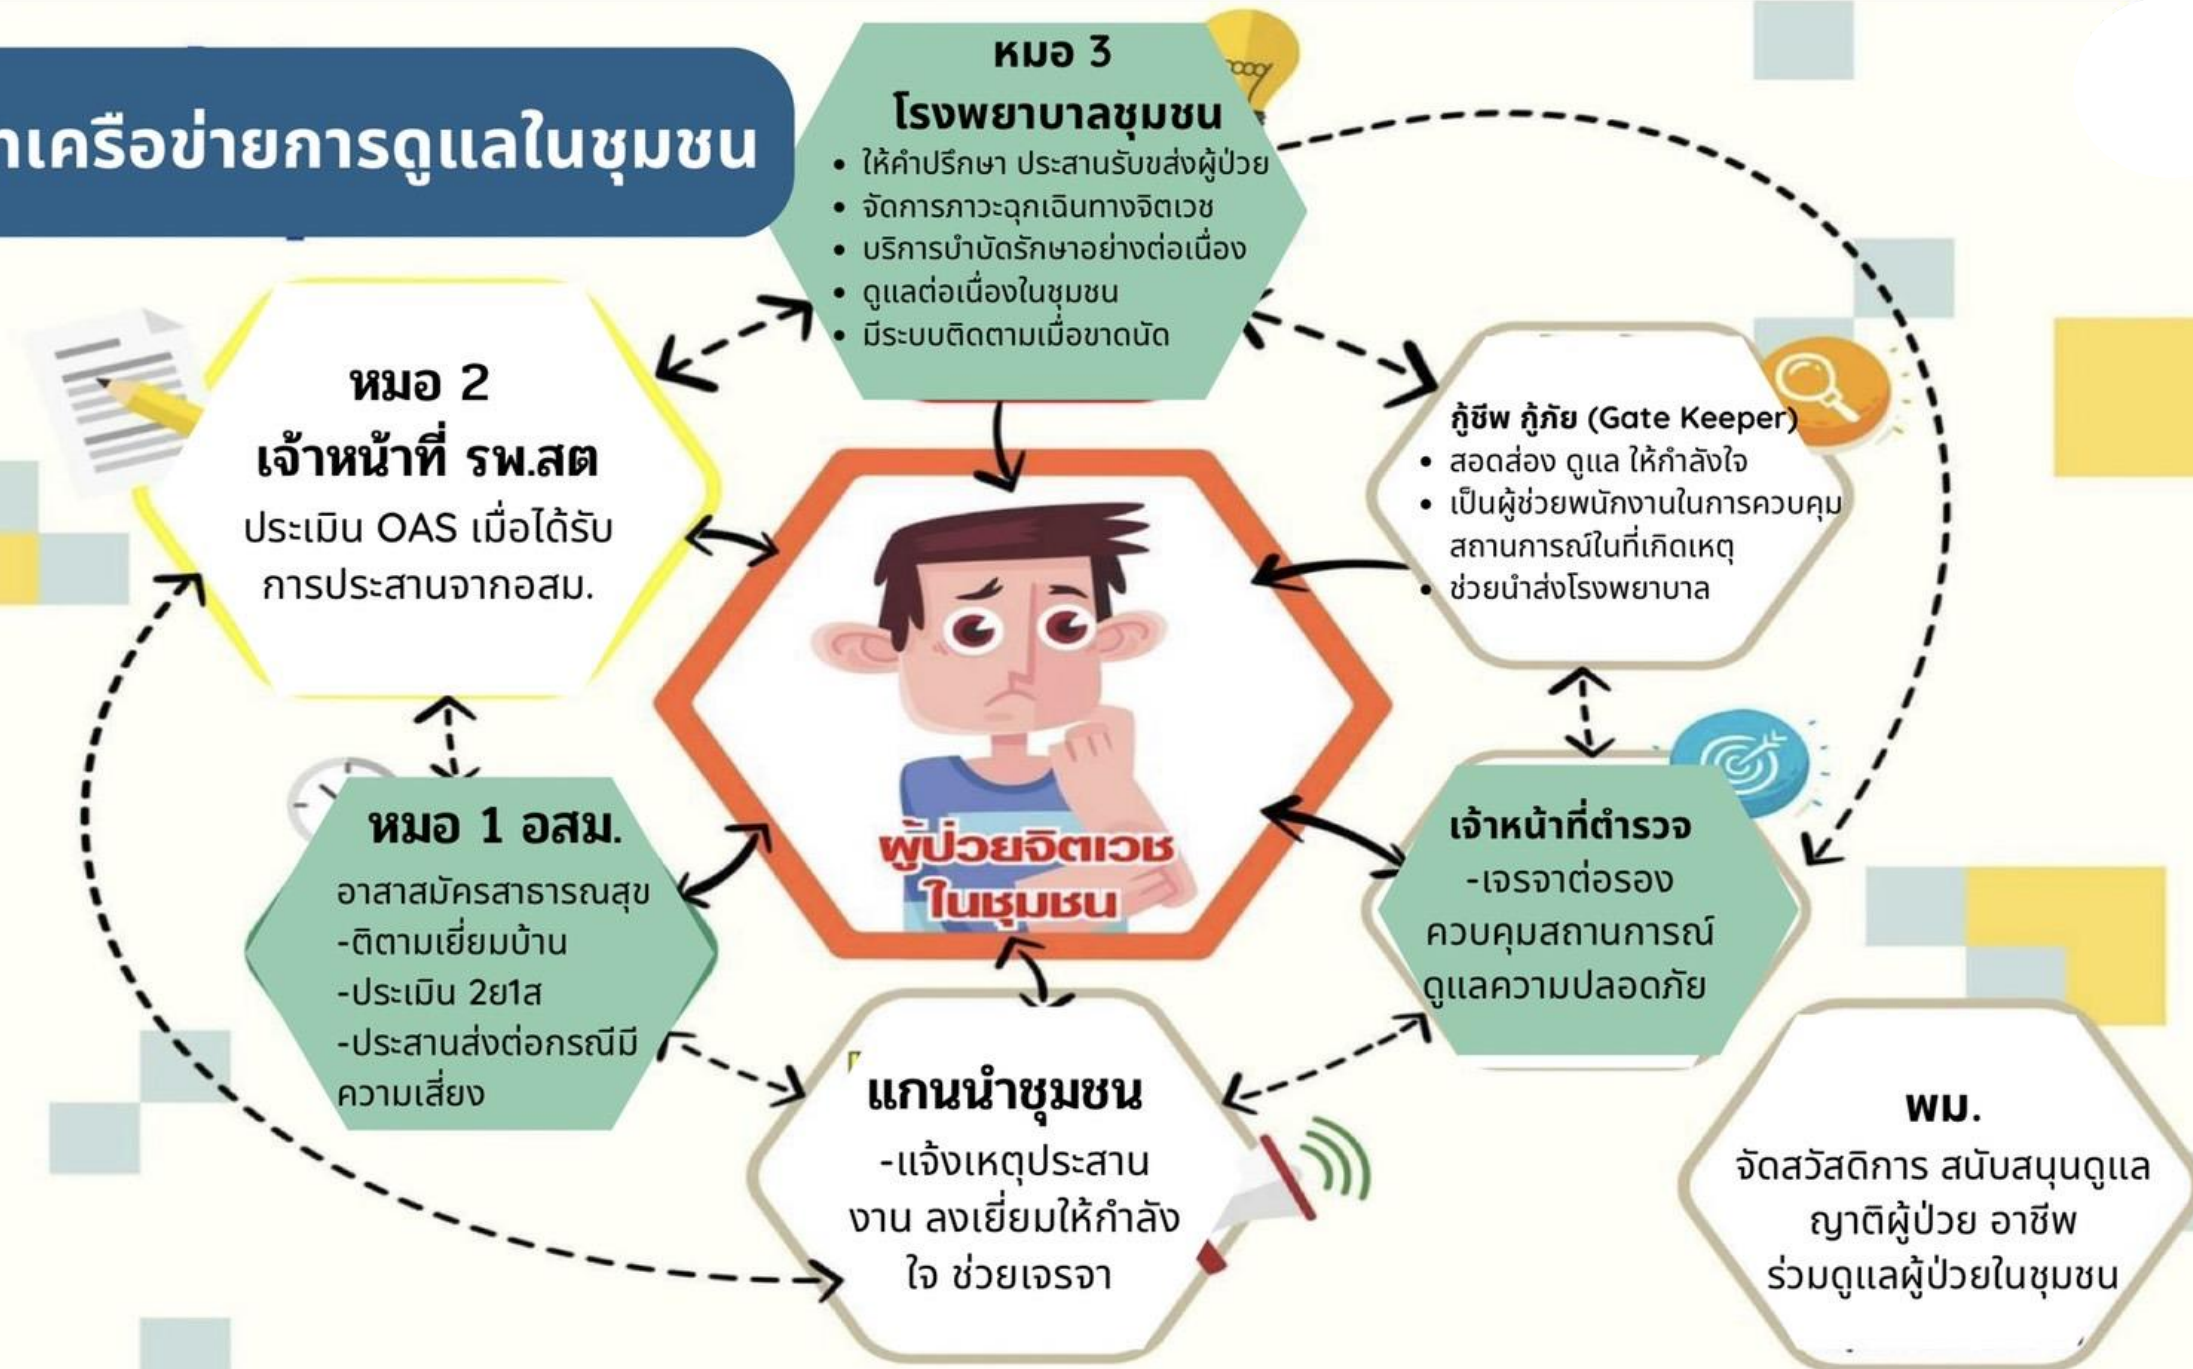 าเครือข่ายการดูแลในชุมชน
หมอ 3
โรงพยาบาลชุมชน
• ให้คำปรึกษา ประสานรับขส่งผู้ป่วย
• จัดการภาวะฉุกเฉินทางจิตเวช
• บริการบำบัดรักษาอย่างต่อเนื่อง
• ดูแลต่อเนื่องในชุมชน
• มีระบบติดตามเมื่อขาดนัด
หมอ 2
เจ้าหน้าที่ รพ.สต
ประเมิน OAS เมื่อได้รับ
การประสานจากอสม.
กู้ชีพ กู้ภัย (Gate Keeper)
• สอดส่อง ดูแล ให้กำลังใจ
• เป็นผู้ช่วยพนักงานในการควบคุม
สถานการณ์ในที่เกิดเหตุ
• ช่วยนำส่งโรงพยาบาล
ผู้ป่วยจิตเวช
ในชุมชน
หมอ 1 อสม.
อาสาสมัครสาธารณสุข
-ติตามเยี่ยมบ้าน
-ประเมิน 2ย1ส
-ประสานส่งต่อกรณีมี
ความเสี่ยง
เจ้าหน้าที่ตำรวจ
-เจรจาต่อรอง
ควบคุมสถานการณ์
ดูแลความปลอดภัย
แกนนำชุมชน
-แจ้งเหตุประสาน
งาน ลงเยี่ยมให้กำลัง
ใจ ช่วยเจรจา
พม.
จัดสวัสดิการ สนับสนุนดูแล
ญาติผู้ป่วย อาชีพ
ร่วมดูแลผู้ป่วยในชุมชน